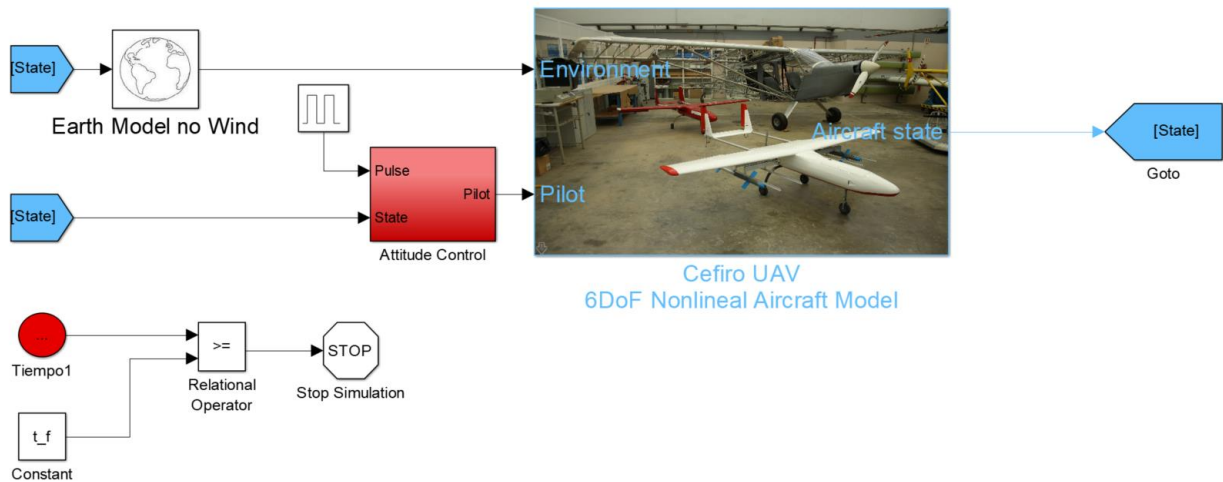 [State]
Earth Model no Wind
Environment
Aircraft state
[State]
Goto
Pulse
Pilot
State
Attitude Control
[State]
Pilot
Cefiro UAV
6DoF Nonlineal Aircraft Model
...
Tiempo1
>=
Relational
Operator
STOP
Stop Simulation
t_f
Constant